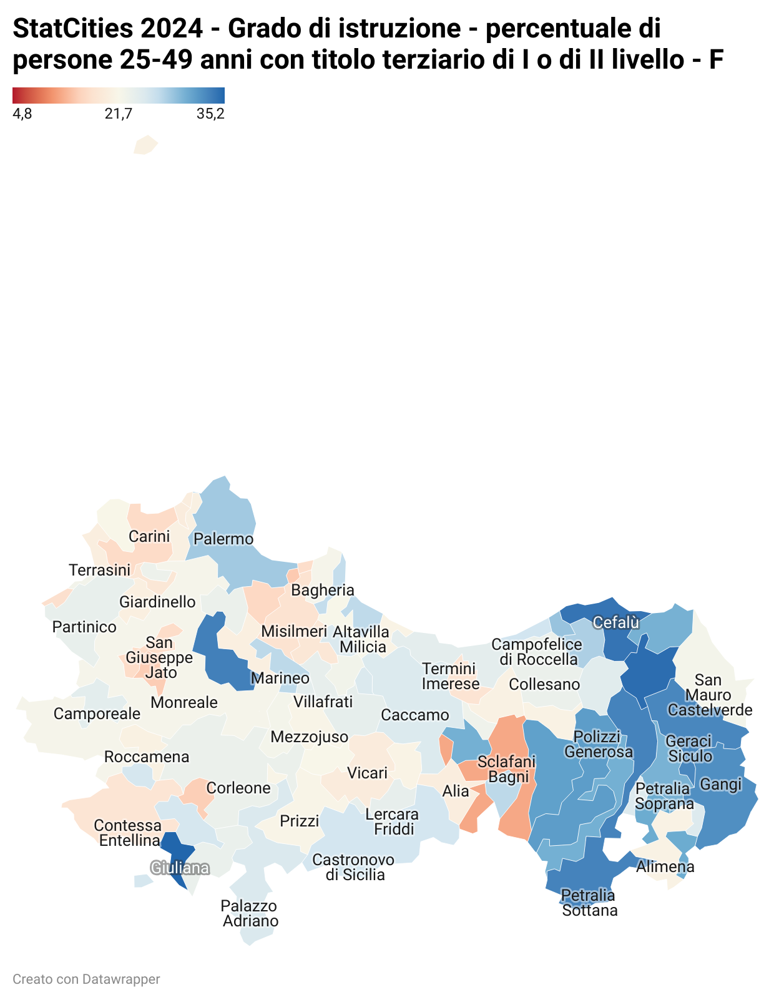 StatCities 2024 - Grado di istruzione - percentuale di
persone 25-49 anni con titolo terziario di I o di II livello - F
4,8
21,7
35,2
Carini
Palermo
Terrasini
Bagheria
Giardinello
Partinico
Misilmeri
Altavilla
Milicia
Cefalù
San
Giuseppe
Jato
Campofelice
di Roccella
Termini
Imerese
Marineo
Collesano
San
Mauro
Castelverde
Monreale
Villafrati
Camporeale
Caccamo
Mezzojuso
Polizzi
Generosa
Geraci
Siculo
Roccamena
Vicari
Sclafani
Bagni
Corleone
Alia
Gangi
Petralia
Soprana
Contessa
Entellina
Prizzi
Lercara
Friddi
Giuliana
Castronovo
di Sicilia
Alimena
Palazzo
Adriano
Petralia
Sottana
Creato con Datawrapper